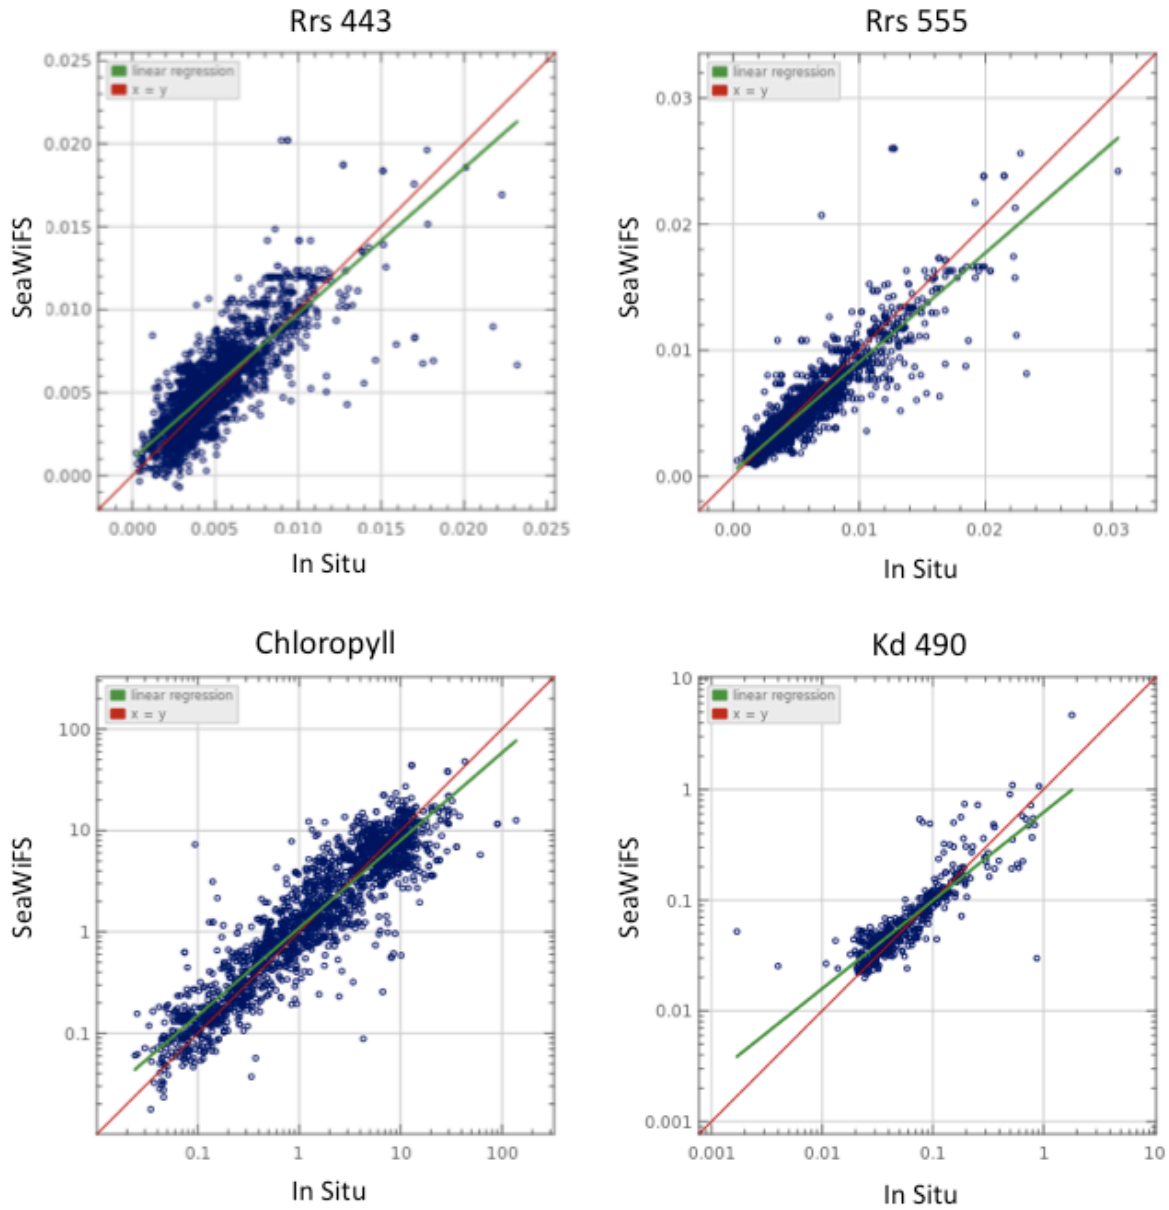 Rrs 443
Rrs 555
0.025
linear regression
x = y
0.020
0.015
0.010
0.005
0.000
SeaWiFS
0.000 0.005 0.010 0.015 0.020 0.025
In Situ
linear regression
x = y
0.03
0.02
0.01
0.00
SeaWiFS
0.00 0.01 0.02 0.03
In Situ
Chloropyll
Kd 490
linear regression
x = y
100
10
1
0.1
SeaWiFS
0.1 1 10 100
In Situ
10
linear regression
x = y
1
0.1
0.01
0.001
SeaWiFS
0.001 0.01 0.1 1 10
In Situ